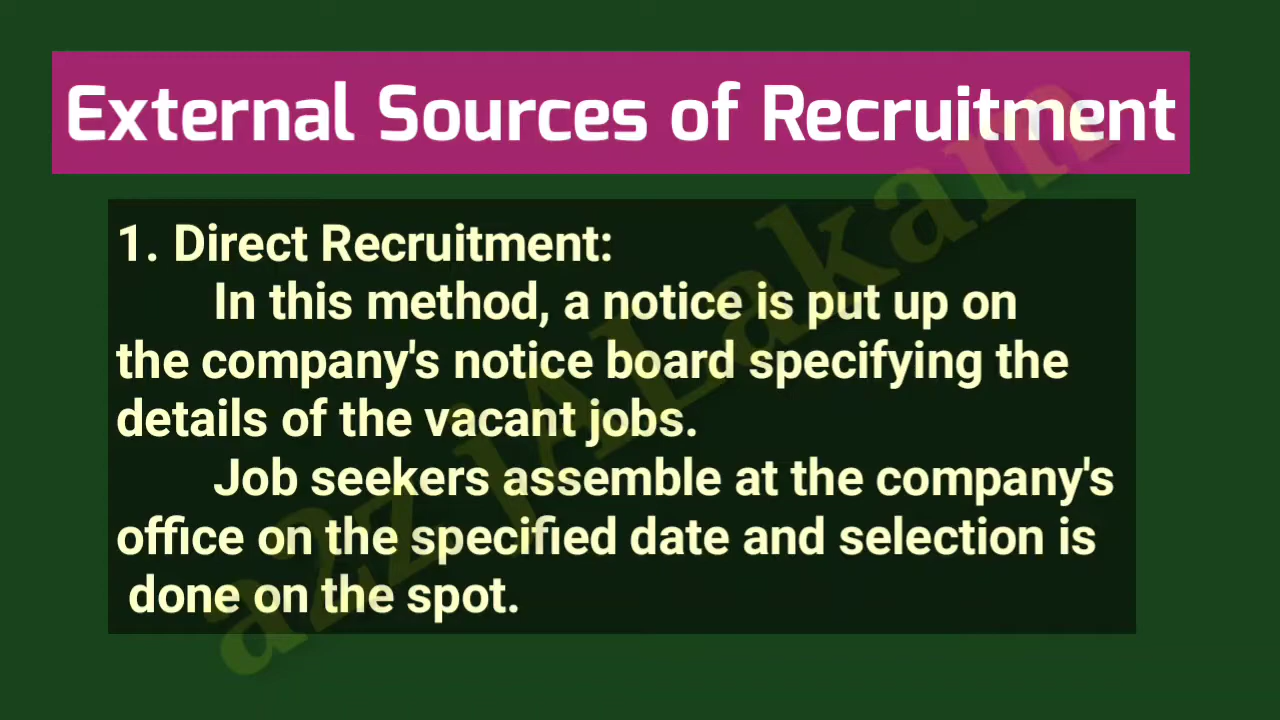 External Sources of Recruitment
1. Direct Recruitment:
In this method, a notice is put up on
the company's notice board specifying the
details of the vacant jobs.
Job seekers assemble at the company's
office on the specified date and selection is
done on the spot.